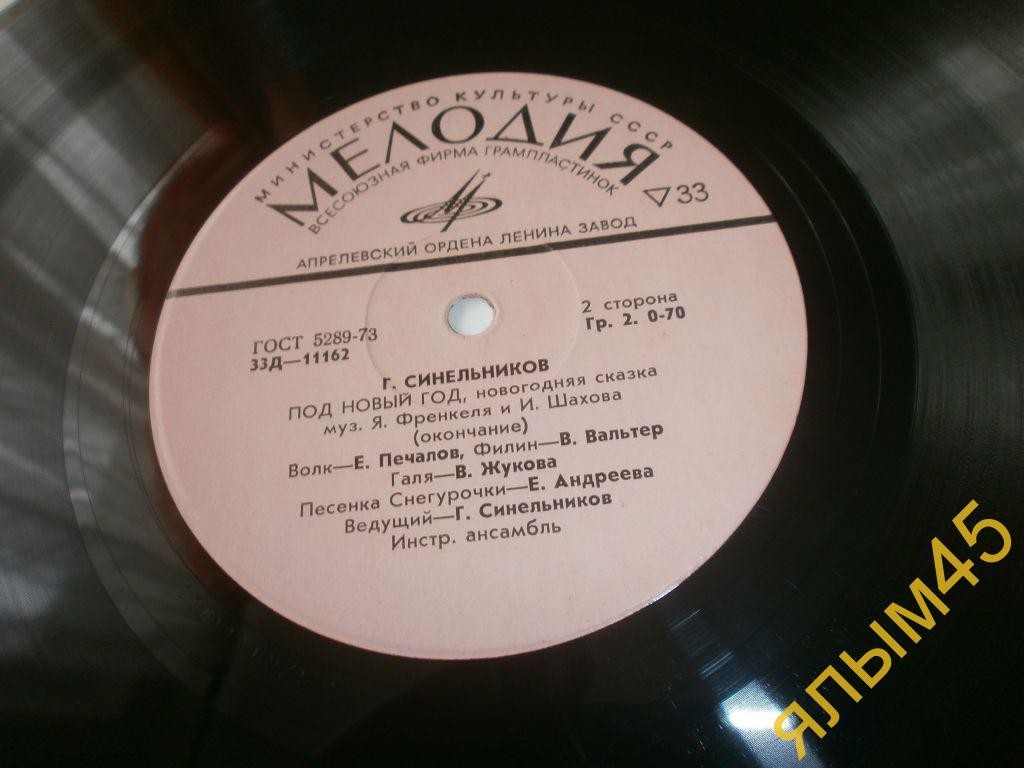 МИНИСТЕРСТВО КУЛЬТУРЫ СССР
МЕЛОДИЯ
ВСЕСОЮЗНАЯ ФИРМА ГРАМПЛАСТИНОК
33
АПРЕЛЕВСКИЙ ОРДЕНА ЛЕНИНА ЗАВОД
ГОСТ 5289-73
33Д—11162
2 сторона
Гр. 2. 0-70
Г. СИНЕЛЬНИКОВ
ПОД НОВЫЙ ГОД, новогодняя сказка
муз. Я. Френкеля и И. Шахова
(окончание)
Волк—Е. Печалов, Филин—В. Вальтер
Галя—В. Жукова
Песенка Снегурочки—Е. Андреева
Ведущий—Г. Синельников
Инстр. ансамбль
ЯЛЫМ45